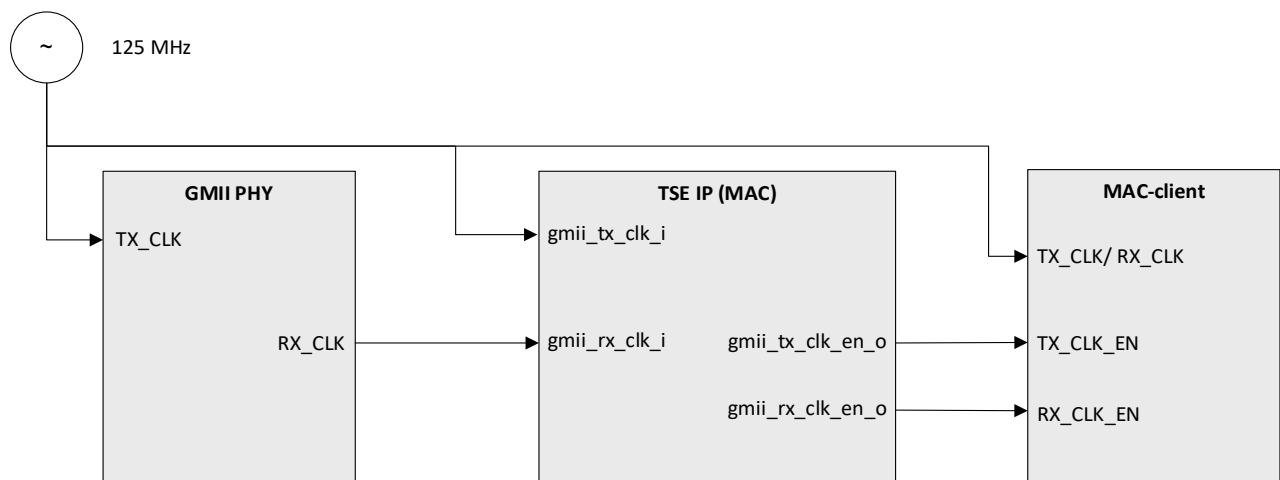 ~
125 MHz
GMII PHY
TX_CLK
RX_CLK
TSE IP (MAC)
gmii_tx_clk_i
gmii_rx_clk_i
gmii_tx_clk_en_o
gmii_rx_clk_en_o
MAC-client
TX_CLK/ RX_CLK
TX_CLK_EN
RX_CLK_EN